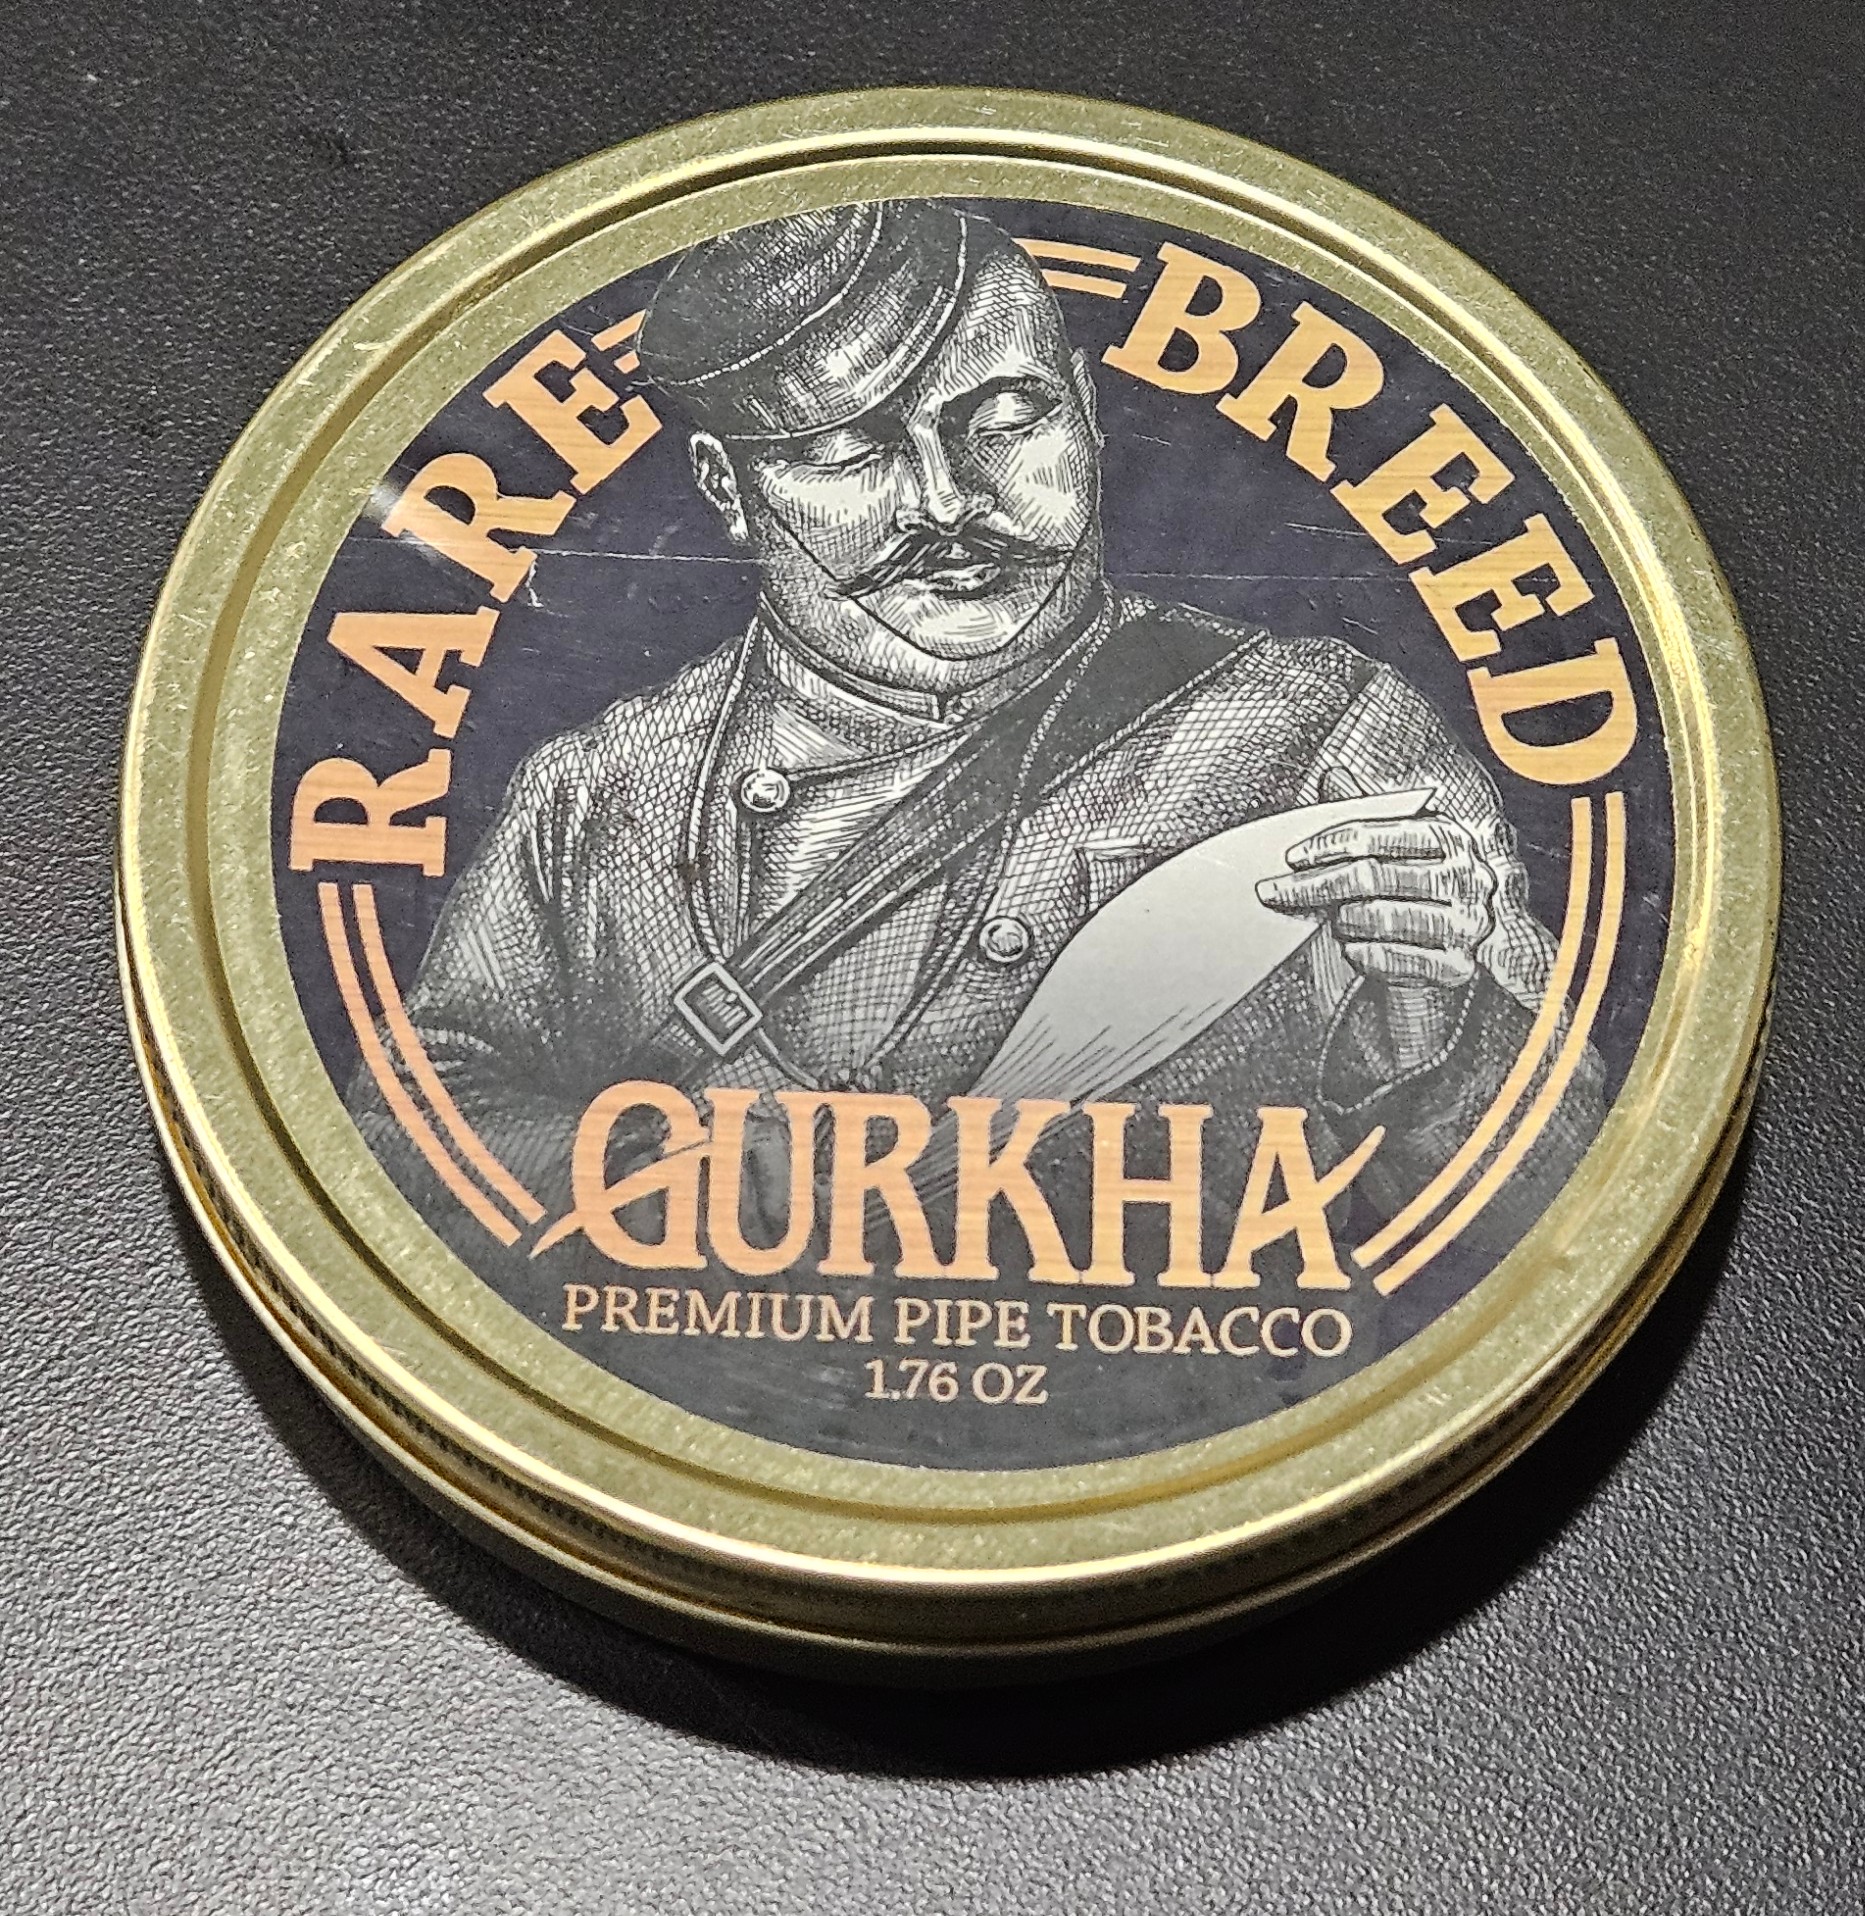 RARE BREED
GURKHA
PREMIUM PIPE TOBACCO
1.76 OZ